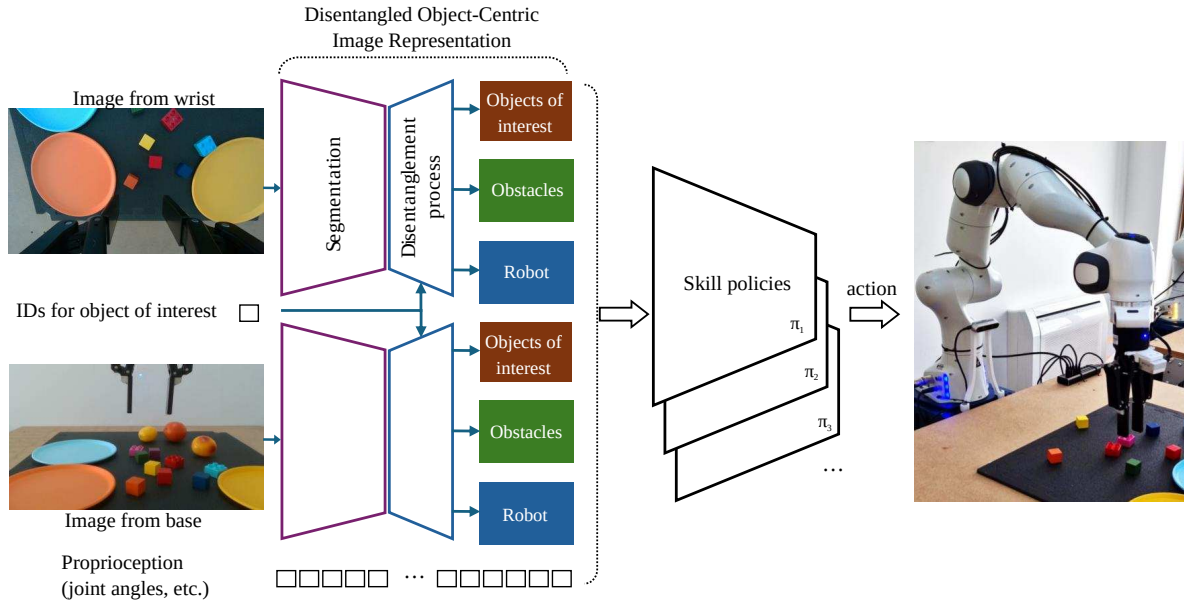 Disentangled Object-Centric
Image Representation
Image from wrist
Segmentation
Disentanglement
process
Objects of
interest
Obstacles
Robot
IDs for object of interest
Objects of
interest
Obstacles
Robot
Image from base
Proprioception
(joint angles, etc.)
...
Skill policies
π1
π2
π3
...
action